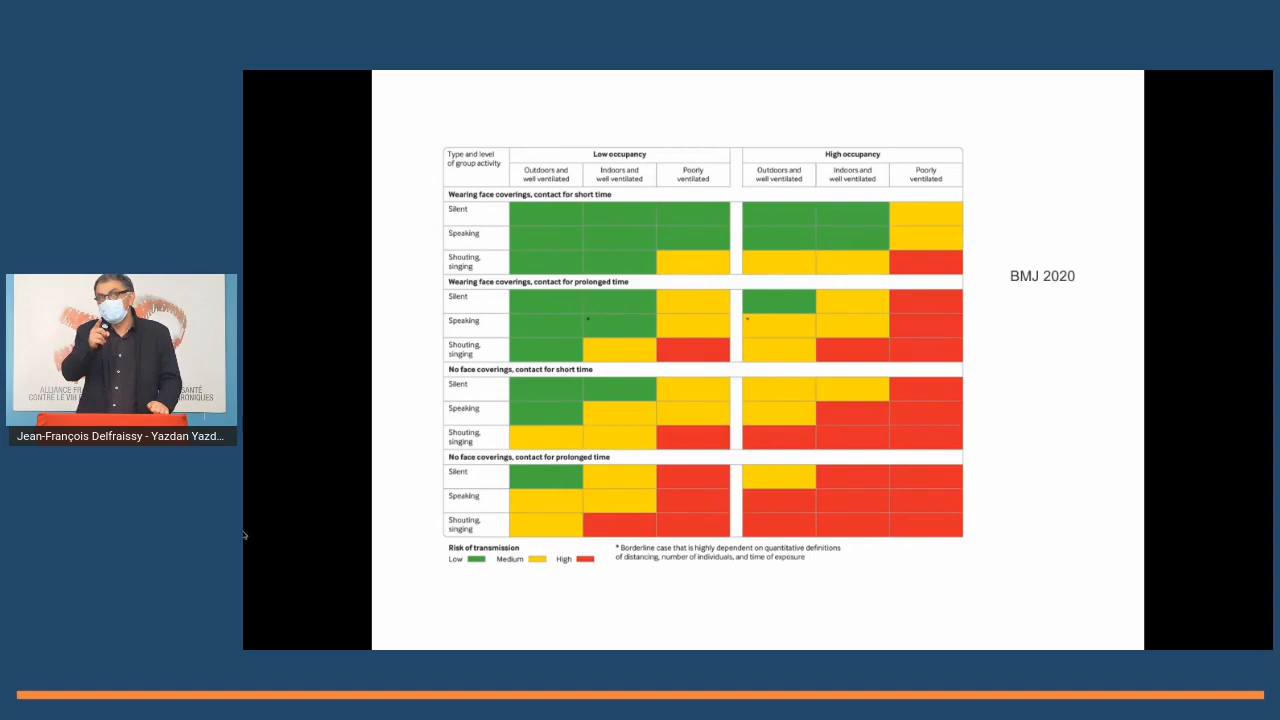 Type and level
of group activity
Low occupancy
High occupancy
Outdoors and
well ventilated
Indoors and
well ventilated
Poorly
ventilated
Outdoors and
well ventilated
Indoors and
well ventilated
Poorly
ventilated
Wearing face coverings, contact for short time
Silent
Speaking
Shouting,
singing
Wearing face coverings, contact for prolonged time
Silent
Speaking
*
*
Shouting,
singing
No face coverings, contact for short time
Silent
Speaking
Shouting,
singing
No face coverings, contact for prolonged time
Silent
Speaking
Shouting,
singing
Risk of transmission
Low Medium High
* Borderline case that is highly dependent on quantitative definitions
of distancing, number of individuals, and time of exposure
BMJ 2020
ALLIANCE SANTÉ
CONTRE LE VIH
Jean-François Delfraissy - Yazdan Yazd...